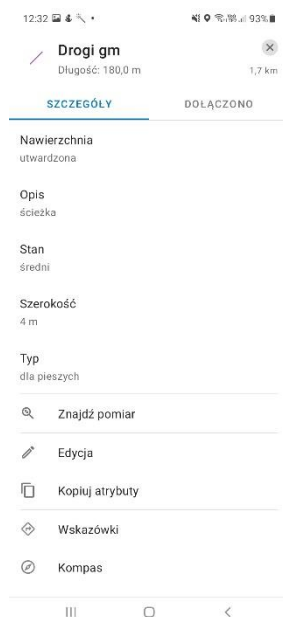 12:32 93%
Drogi gm
Długość: 180,0 m
1,7 km
SZCZEGÓŁY DOŁĄCZONO
Nawierzchnia
utwardzona
Opis
ścieżka
Stan
średni
Szerokość
4 m
Typ
dla pieszych
Znajdź pomiar
Edycja
Kopiuj atrybuty
Wskazówki
Kompas